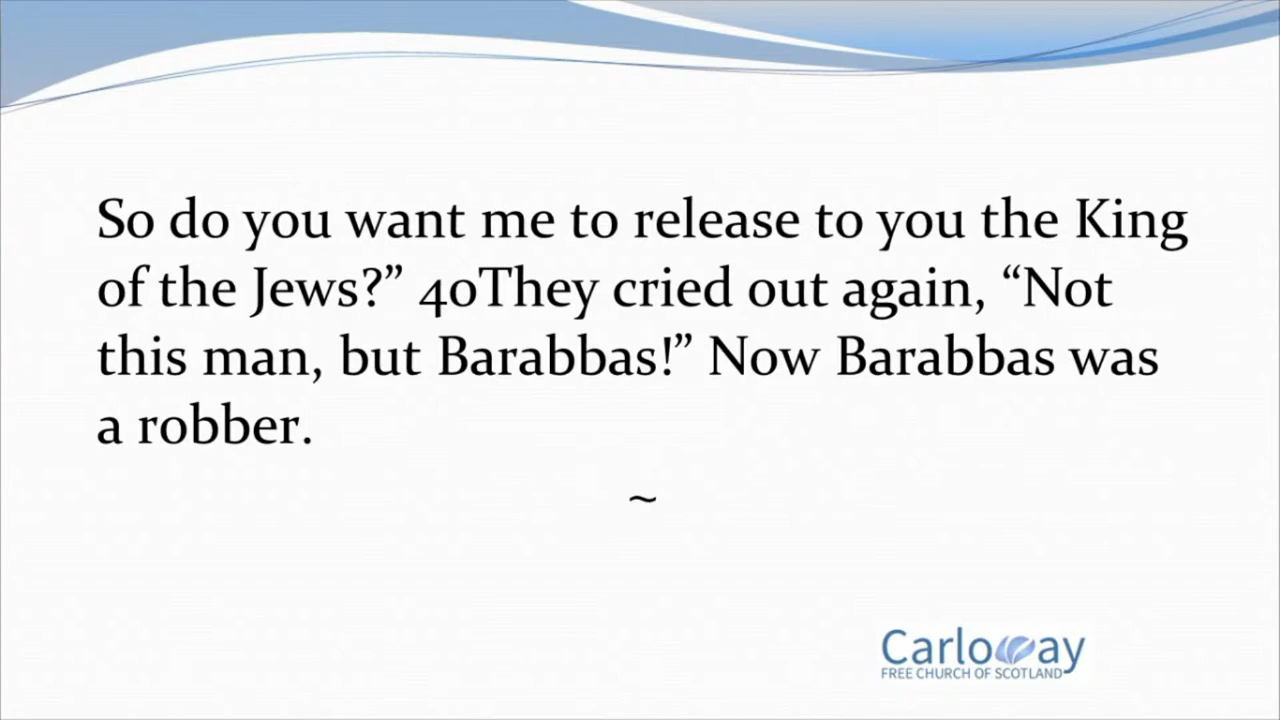 So do you want me to release to you the King
of the Jews?” 40They cried out again, “Not
this man, but Barabbas!” Now Barabbas was
a robber.
~
Carloway
FREE CHURCH OF SCOTLAND